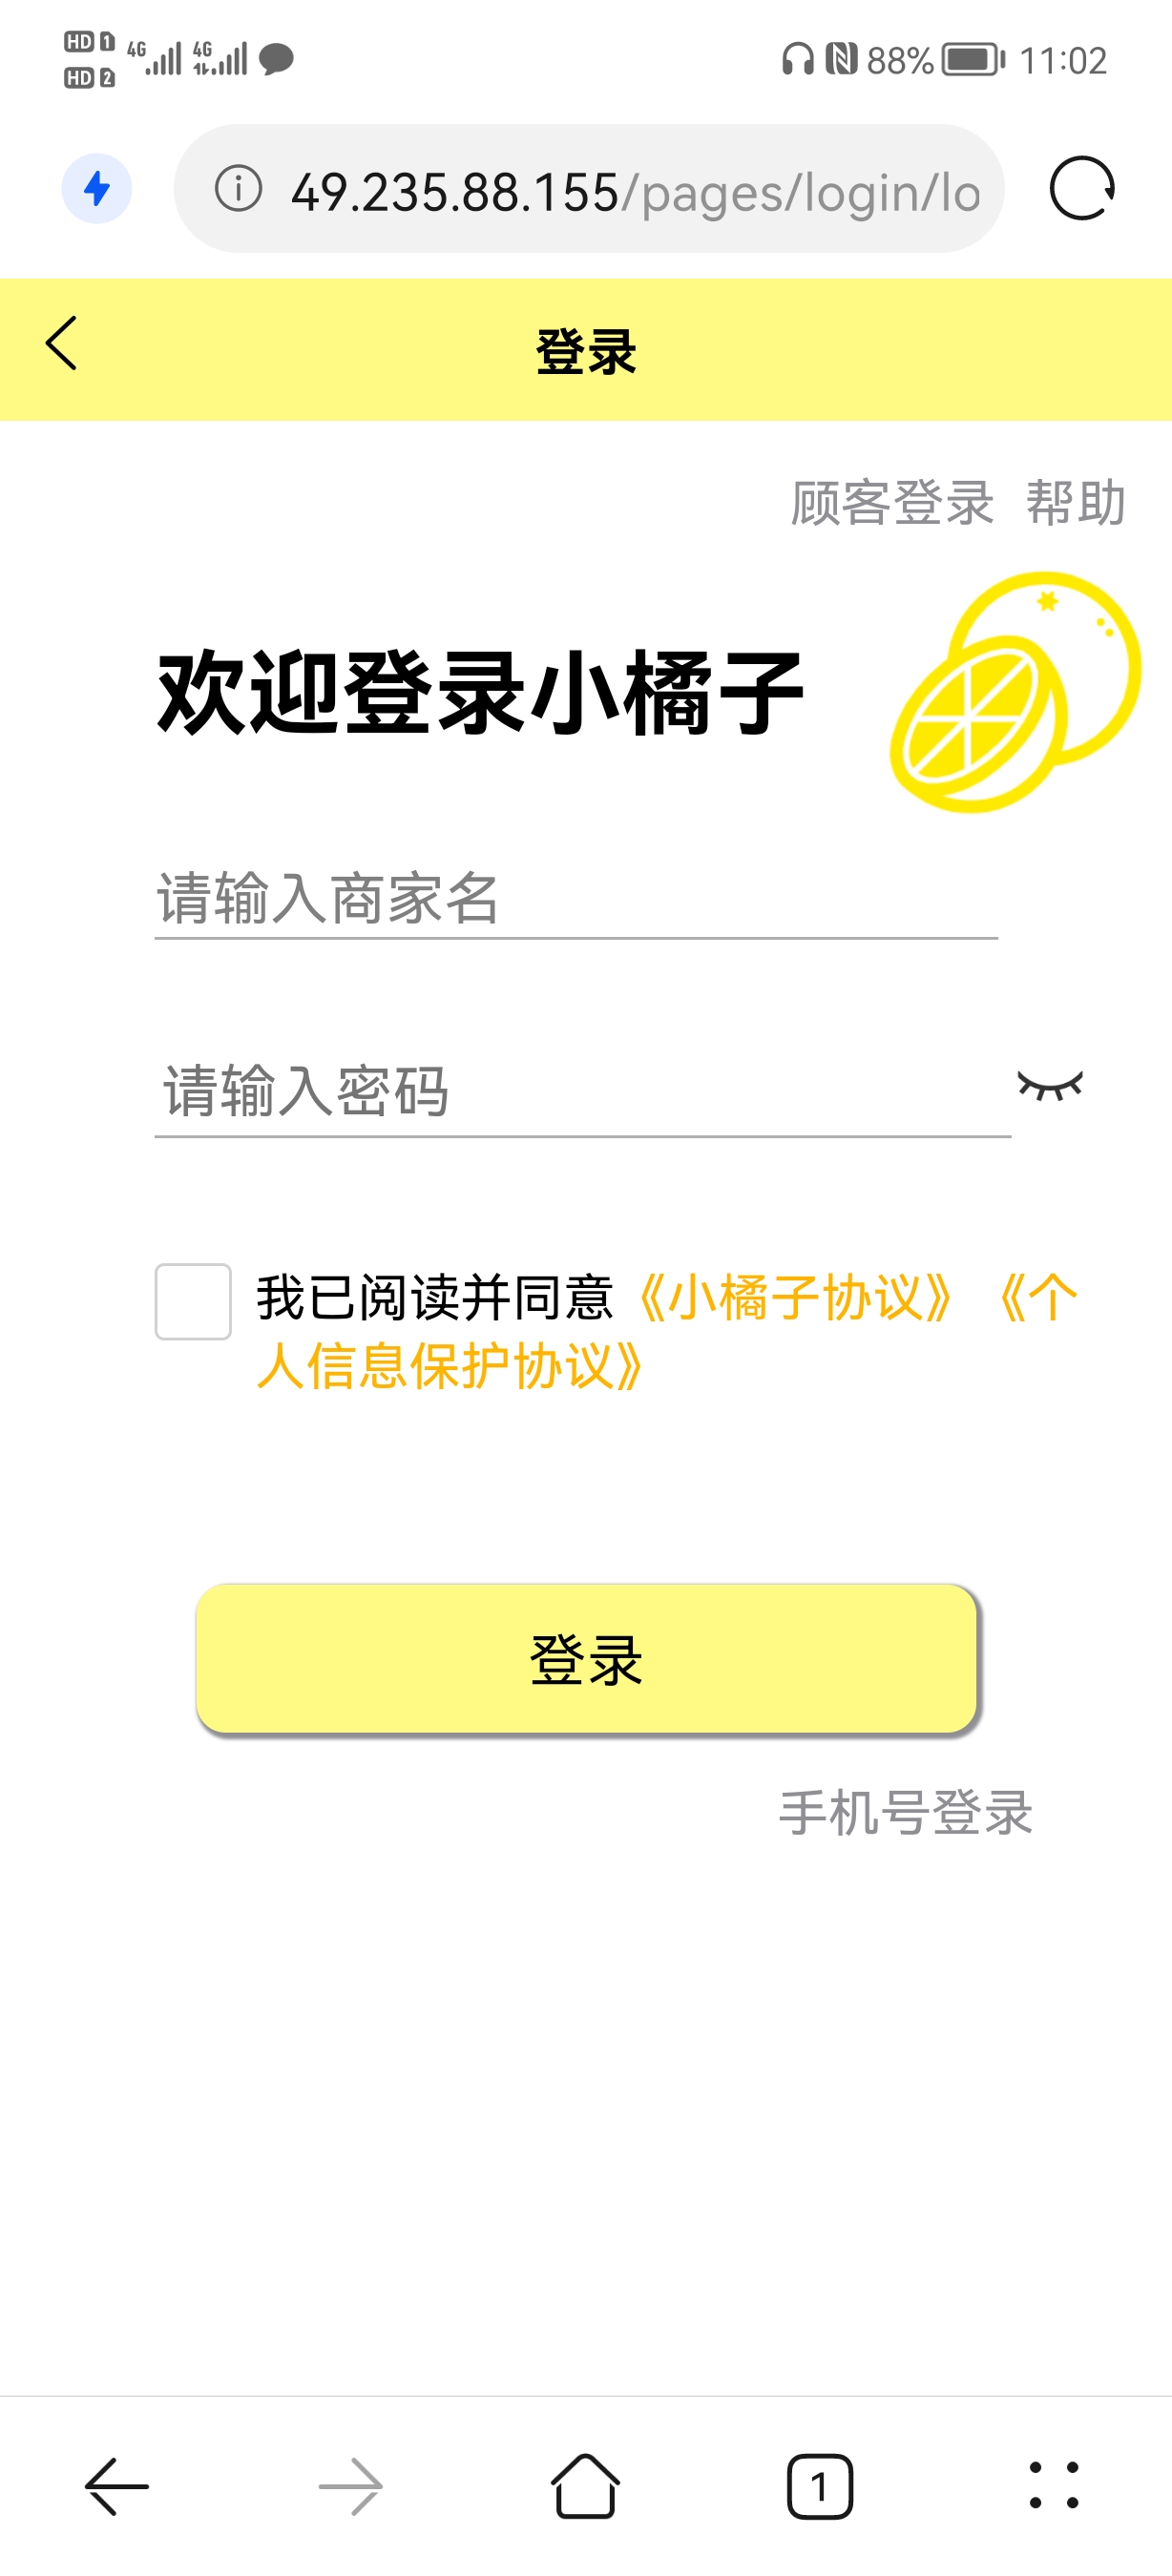 HD 1 4G 4G 88% 11:02
HD 2
49.235.88.155/pages/login/lo
登录
顾客登录 帮助
欢迎登录小橘子
请输入商家名
请输入密码
我已阅读并同意《小橘子协议》《个
人信息保护协议》
登录
手机号登录
1